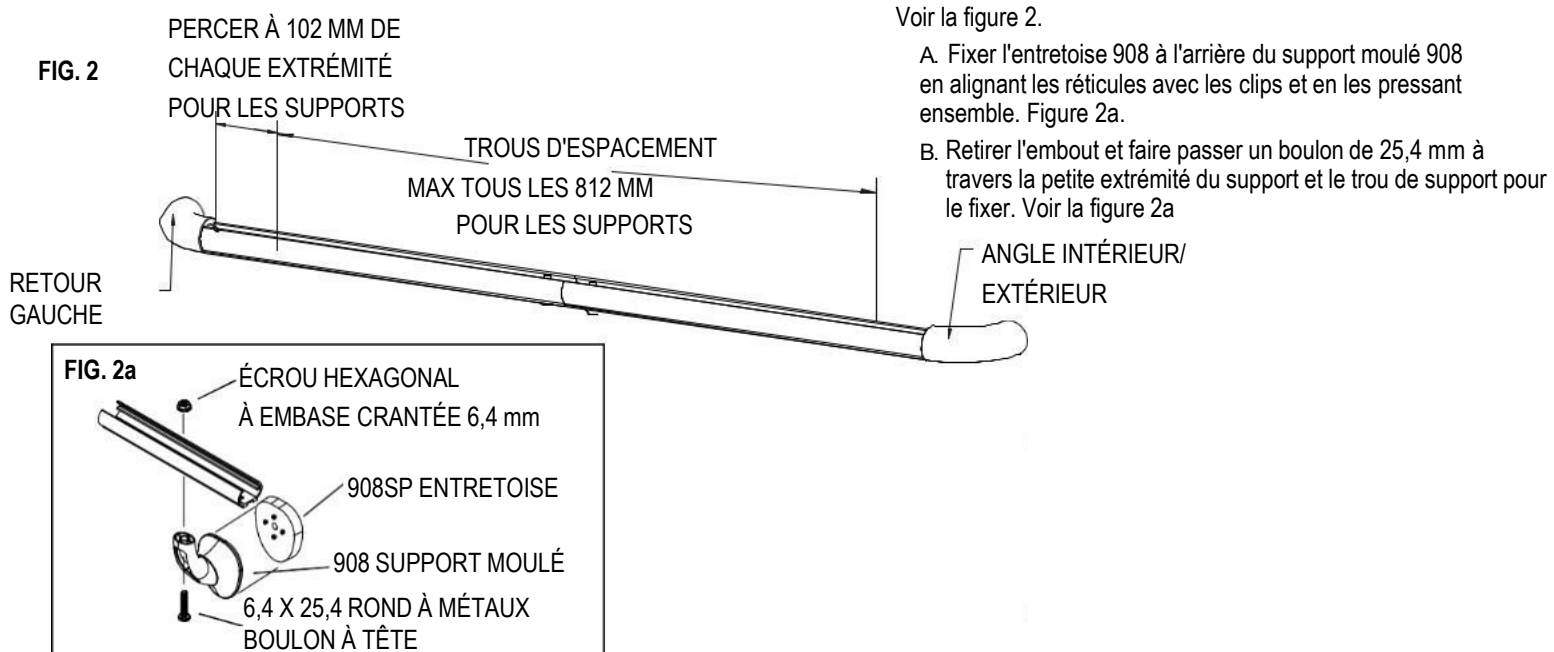 FIG. 2
PERCER À 102 MM DE
CHAQUE EXTRÉMITÉ
POUR LES SUPPORTS
TROUS D'ESPACEMENT
MAX TOUS LES 812 MM
POUR LES SUPPORTS
RETOUR
GAUCHE
Voir la figure 2.
A. Fixer l'entretoise 908 à l'arrière du support moulé 908
en alignant les réticules avec les clips et en les pressant
ensemble. Figure 2a.
B. Retirer l'embout et faire passer un boulon de 25,4 mm à
travers la petite extrémité du support et le trou de support pour
le fixer. Voir la figure 2a
ANGLE INTÉRIEUR/
EXTÉRIEUR
FIG. 2a
ÉCROU HEXAGONAL
À EMBASE CRANTÉE 6,4 mm
908SP ENTRETOISE
908 SUPPORT MOULÉ
6,4 X 25,4 ROND À MÉTAUX
BOULON À TÊTE